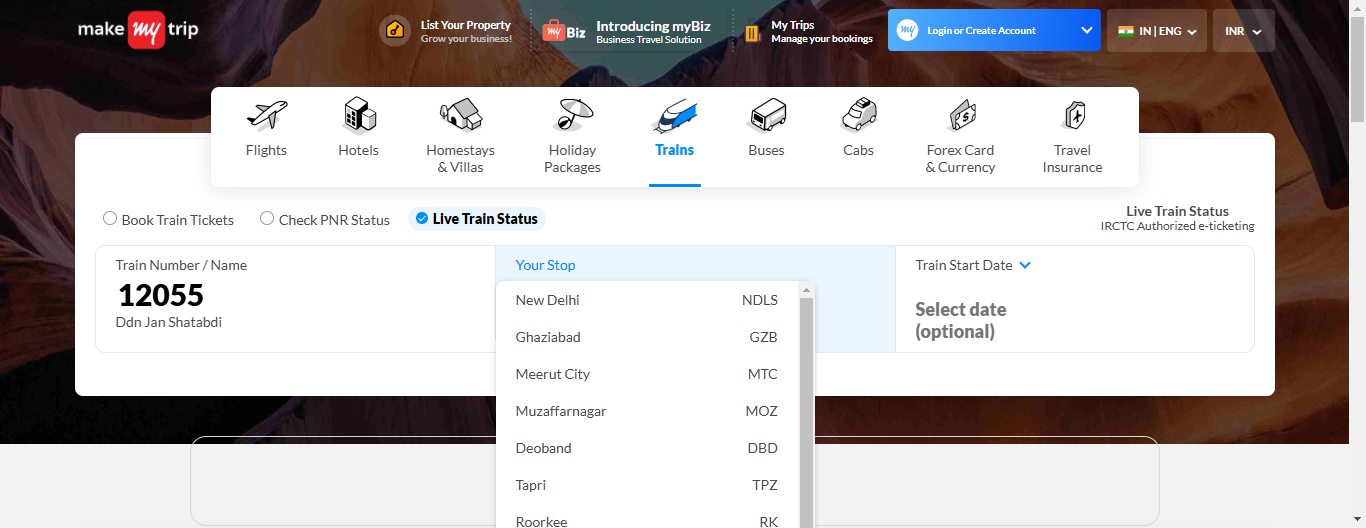 make my trip
List Your Property
Grow your business!
my Biz
Introducing myBiz
Business Travel Solution
My Trips
Manage your bookings
my
Login or Create Account
IN | ENG
INR
Flights
Hotels
Homestays
& Villas
Holiday
Packages
Trains
Buses
Cabs
Forex Card
& Currency
Travel
Insurance
Book Train Tickets
Check PNR Status
Live Train Status
Live Train Status
IRCTC Authorized e-ticketing
Train Number / Name
12055
Ddn Jan Shatabdi
Your Stop
Train Start Date
Select date
(optional)
New Delhi NDLS
Ghaziabad GZB
Meerut City MTC
Muzaffarnagar MOZ
Deoband DBD
Tapri TPZ
Roorkee RK